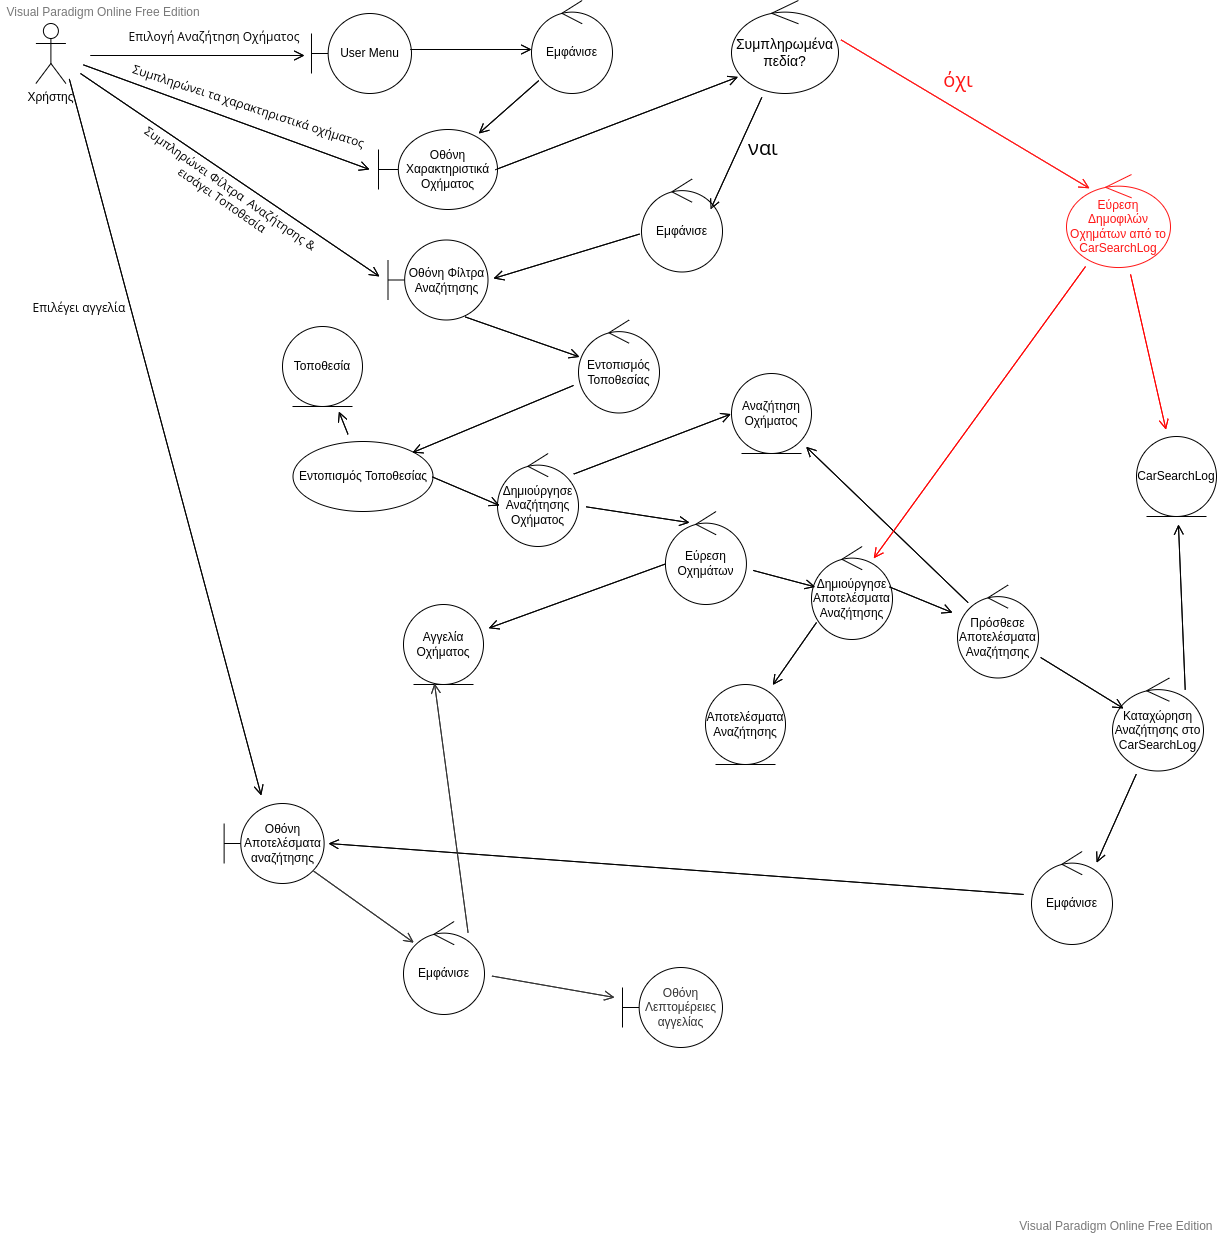 Visual Paradigm Online Free Edition
Χρήστης
Επιλογή Αναζήτηση Οχήματος
User Menu
Εμφάνισε
Συμπληρωμένα
πεδία?
όχι
Συμπληρώνει τα χαρακτηριστικά οχήματος
Οθόνη
Χαρακτηριστικά
Οχήματος
ναι
Συμπληρώνει Φίλτρα Αναζήτησης &
εισάγει Τοποθεσία
Εμφάνισε
Εύρεση
Δημοφιλών
Οχημάτων από το
CarSearchLog
Οθόνη Φίλτρα
Αναζήτησης
Επιλέγει αγγελία
Τοποθεσία
Εντοπισμός
Τοποθεσίας
Αναζήτηση
Οχήματος
Εντοπισμός Τοποθεσίας
CarSearchLog
Δημιούργησε
Αναζήτησης
Οχήματος
Εύρεση
Οχημάτων
Δημιούργησε
Αποτελέσματα
Αναζήτησης
Αγγελία
Οχήματος
Πρόσθεσε
Αποτελέσματα
Αναζήτησης
Αποτελέσματα
Αναζήτησης
Καταχώρηση
Αναζήτησης στο
CarSearchLog
Οθόνη
Αποτελέσματα
αναζήτησης
Εμφάνισε
Εμφάνισε
Οθόνη
Λεπτομέρειες
αγγελίας
Visual Paradigm Online Free Edition